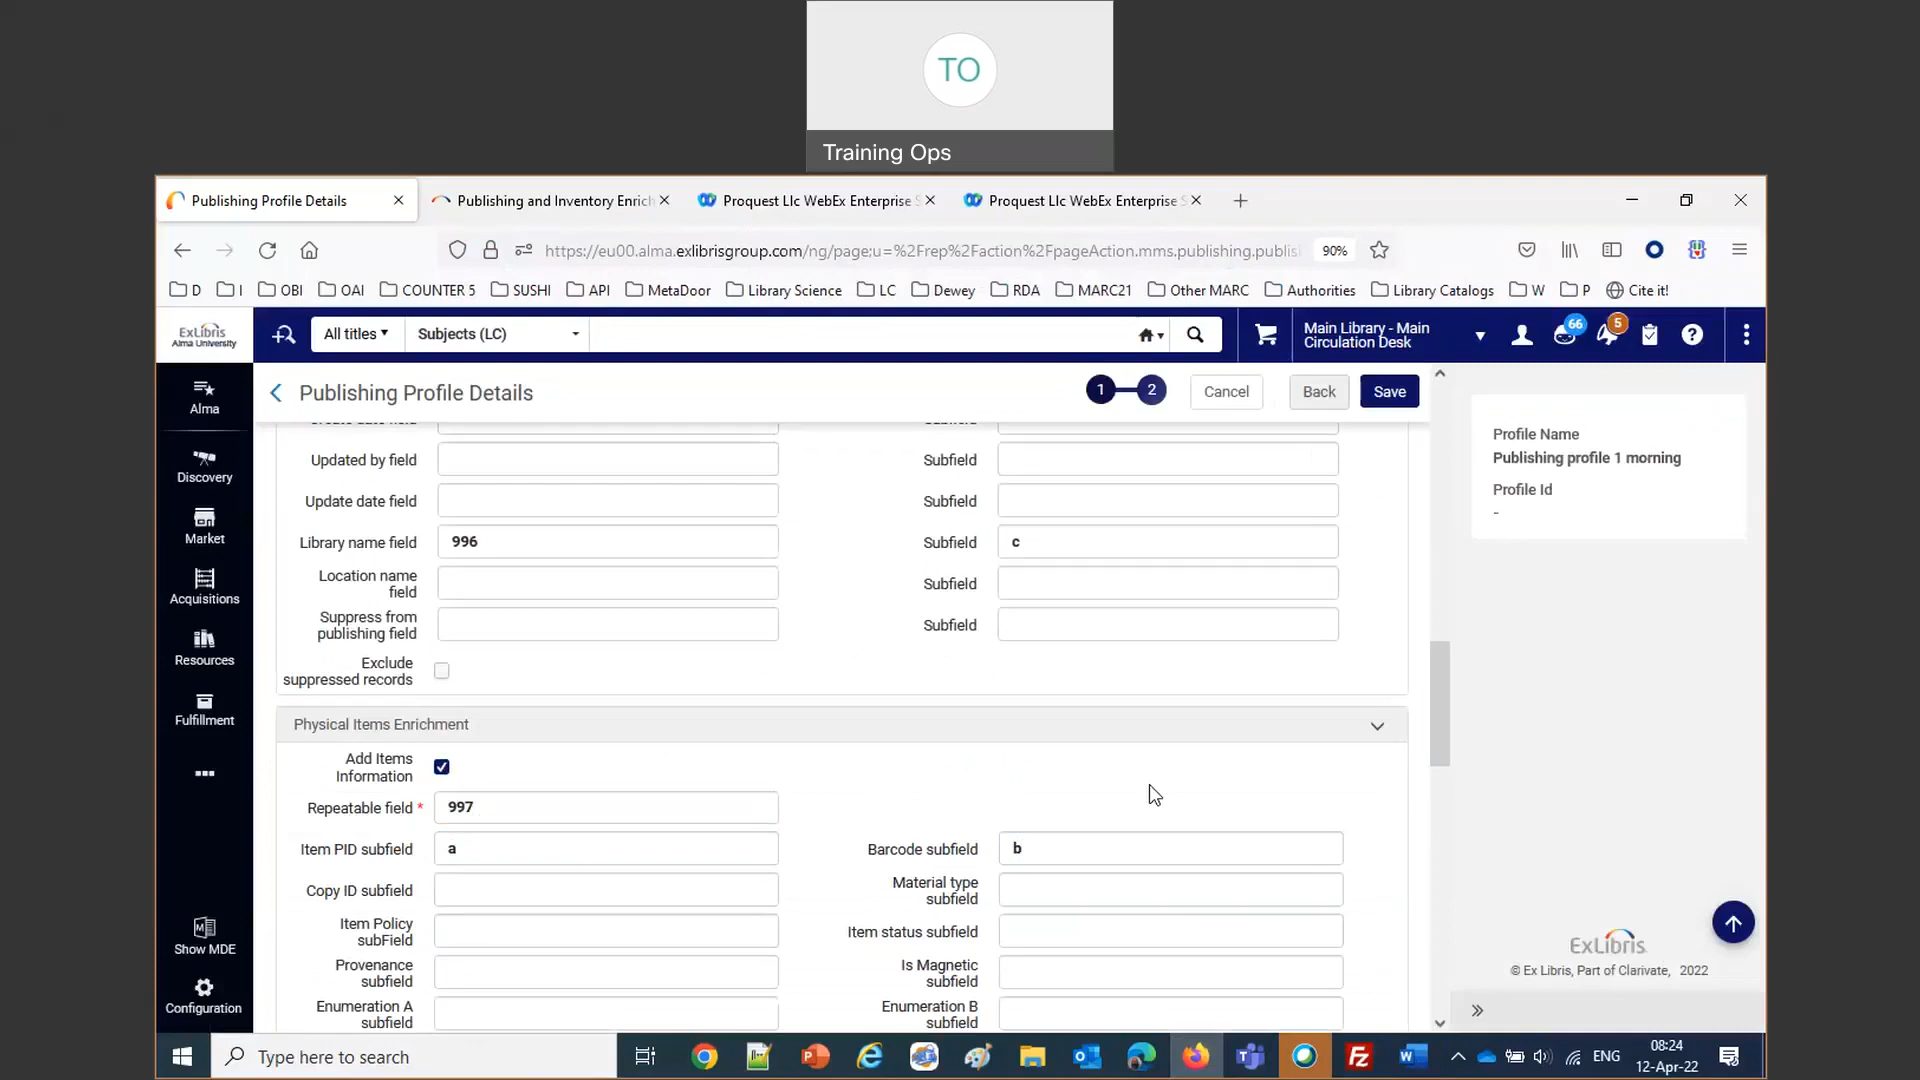 TO
Training Ops
Publishing Profile Details
Publishing and Inventory Enrich
Proquest Llc WebEx Enterprise S
Proquest Llc WebEx Enterprise S
https://eu00.alma.exlibrisgroup.com/ng/page;u=%2Frep%2Faction%2FpageAction.mms.publishing.publis
90%
D
I
OBI
OAI
COUNTER 5
SUSHI
API
MetaDoor
Library Science
LC
Dewey
RDA
MARC21
Other MARC
Authorities
Library Catalogs
W
P
Cite it!
ExLibris
Alma University
All titles
Subjects (LC)
Main Library - Main
Circulation Desk
66
5
Alma
Discovery
Market
Acquisitions
Resources
Fulfillment
Show MDE
Configuration
Publishing Profile Details
1
2
Cancel
Back
Save
Updated by field
Subfield
Update date field
Subfield
Library name field
996
Subfield
c
Location name
field
Subfield
Suppress from
publishing field
Subfield
Exclude
suppressed records
Physical Items Enrichment
Add Items
Information
Repeatable field *
997
Item PID subfield
a
Barcode subfield
b
Copy ID subfield
Material type
subfield
Item Policy
subField
Item status subfield
Provenance
subfield
Is Magnetic
subfield
Enumeration A
subfield
Enumeration B
subfield
Profile Name
Publishing profile 1 morning
Profile Id
-
ExLibris
© Ex Libris, Part of Clarivate, 2022
Type here to search
ENG
08:24
12-Apr-22